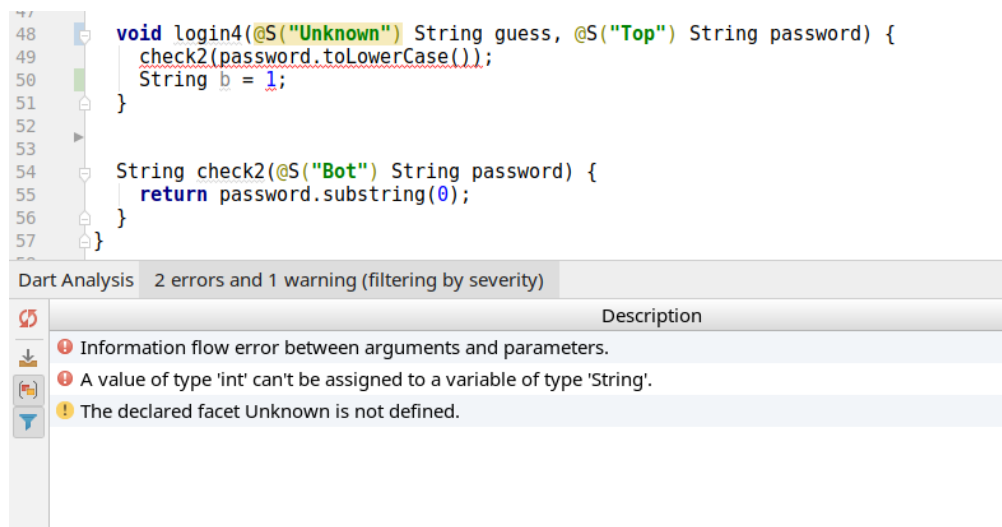 47
48 void login4(@S("Unknown") String guess, @S("Top") String password) {
49 check2(password.toLowerCase());
50 String b = 1;
51 }
52
53
54 String check2(@S("Bot") String password) {
55 return password.substring(0);
56 }
57 }
Dart Analysis 2 errors and 1 warning (filtering by severity)
Description
Information flow error between arguments and parameters.
A value of type 'int' can't be assigned to a variable of type 'String'.
The declared facet Unknown is not defined.